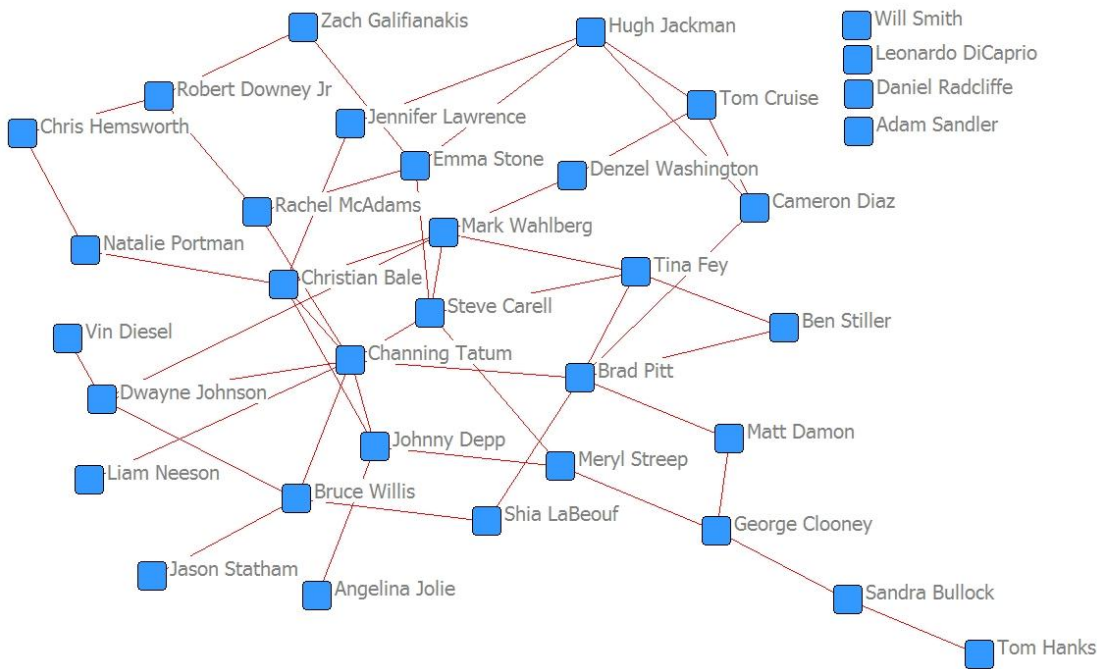 Zach Galifianakis
Hugh Jackman
Will Smith
Leonardo DiCaprio
Robert Downey Jr
Daniel Radcliffe
Tom Cruise
Jennifer Lawrence
Chris Hemsworth
Adam Sandler
Emma Stone
Denzel Washington
Cameron Diaz
Rachel McAdams
Mark Wahlberg
Natalie Portman
Tina Fey
Christian Bale
Steve Carell
Ben Stiller
Vin Diesel
Channing Tatum
Brad Pitt
Dwayne Johnson
Matt Damon
Johnny Depp
Meryl Streep
Liam Neeson
Bruce Willis
Shia LaBeouf
George Clooney
Jason Statham
Angelina Jolie
Sandra Bullock
Tom Hanks